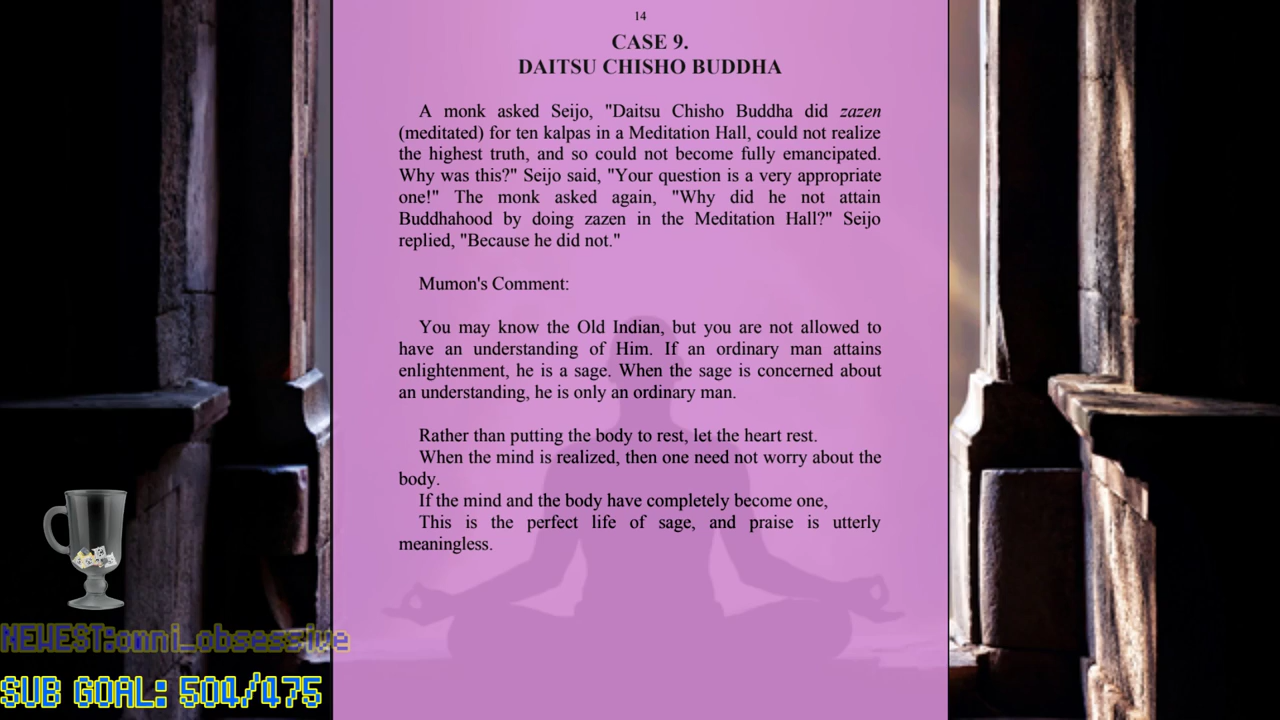 14
CASE 9.
DAITSU CHISHO BUDDHA
A monk asked Seijo, "Daitsu Chisho Buddha did zazen
(meditated) for ten kalpas in a Meditation Hall, could not realize
the highest truth, and so could not become fully emancipated.
Why was this?" Seijo said, "Your question is a very appropriate
one!" The monk asked again, "Why did he not attain
Buddhahood by doing zazen in the Meditation Hall?" Seijo
replied, "Because he did not."
Mumon's Comment:
You may know the Old Indian, but you are not allowed to
have an understanding of Him. If an ordinary man attains
enlightenment, he is a sage. When the sage is concerned about
an understanding, he is only an ordinary man.
Rather than putting the body to rest, let the heart rest.
When the mind is realized, then one need not worry about the
body.
If the mind and the body have completely become one,
This is the perfect life of sage, and praise is utterly
meaningless.
NEWEST:omni_obsessive
SUB GOAL: 504/475